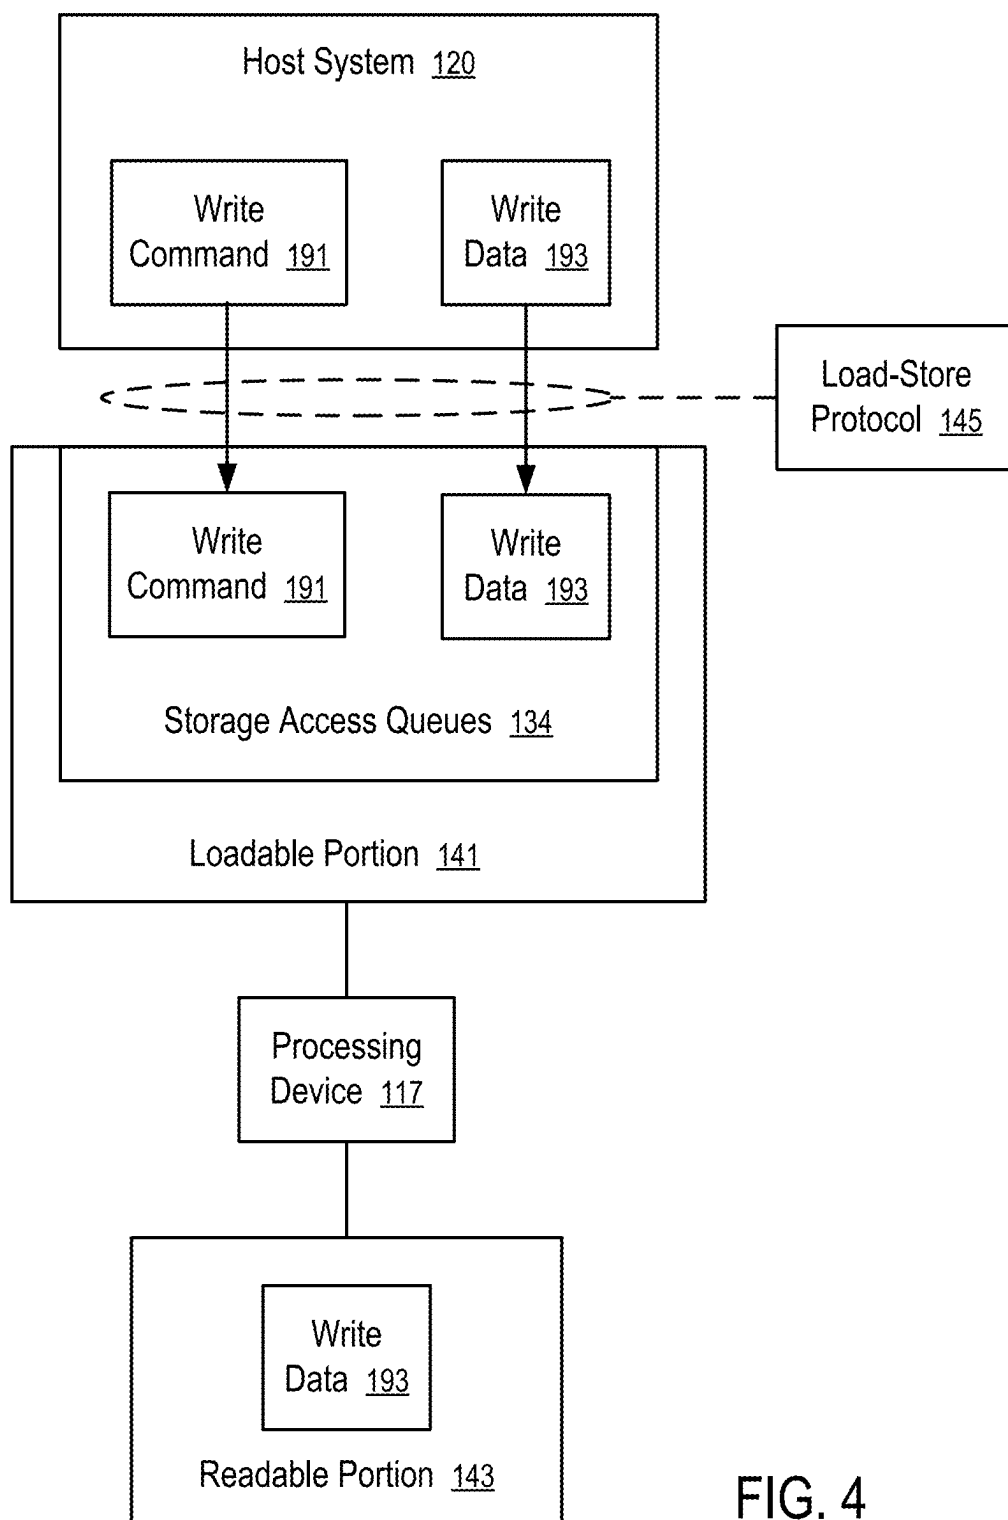 Host System 120
Write
Command 191
Write
Data 193
Load-Store
Protocol 145
Write
Command 191
Write
Data 193
Storage Access Queues 134
Loadable Portion 141
Processing
Device 117
Write
Data 193
Readable Portion 143
FIG. 4